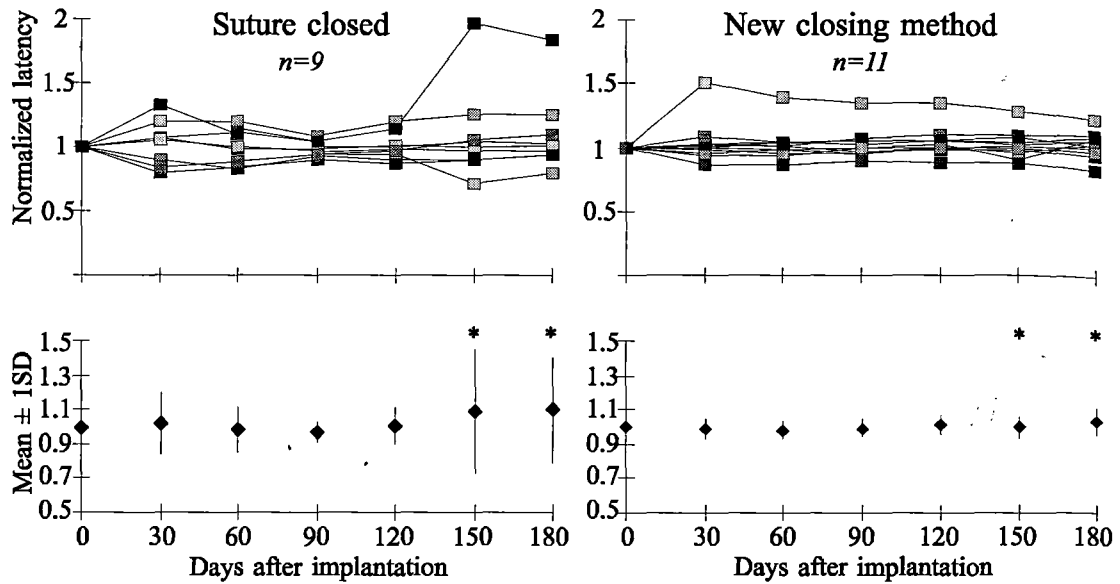 Suture closed
n=9
Normalized latency
2
1.5
1
0.5
New closing method
n=11
2
1.5
1
0.5
Mean ± 1SD
1.5
1.3
1.1
0.9
0.7
0.5
* *
0 30 60 90 120 150 180
Days after implantation
1.5
1.3
1.1
0.9
0.7
0.5
* *
0 30 60 90 120 150 180
Days after implantation